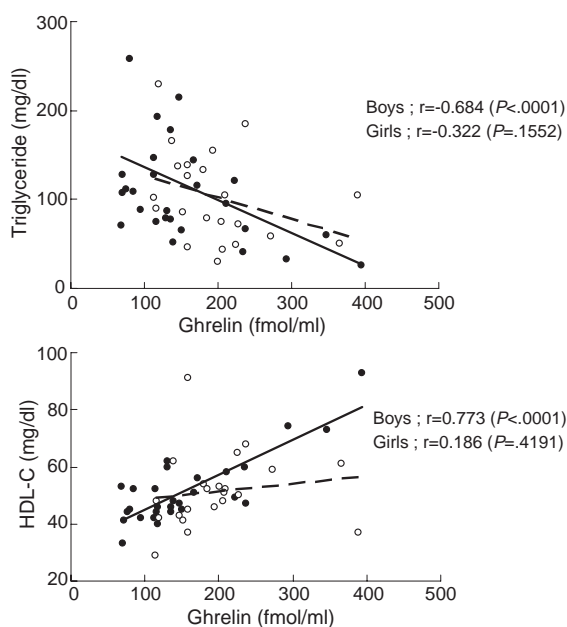 300
200
100
0
Triglyceride (mg/dl)
Boys ; r=-0.684 (P<.0001)
Girls ; r=-0.322 (P=.1552)
0 100 200 300 400 500
Ghrelin (fmol/ml)
100
80
60
40
20
HDL-C (mg/dl)
Boys ; r=0.773 (P<.0001)
Girls ; r=0.186 (P=.4191)
0 100 200 300 400 500
Ghrelin (fmol/ml)